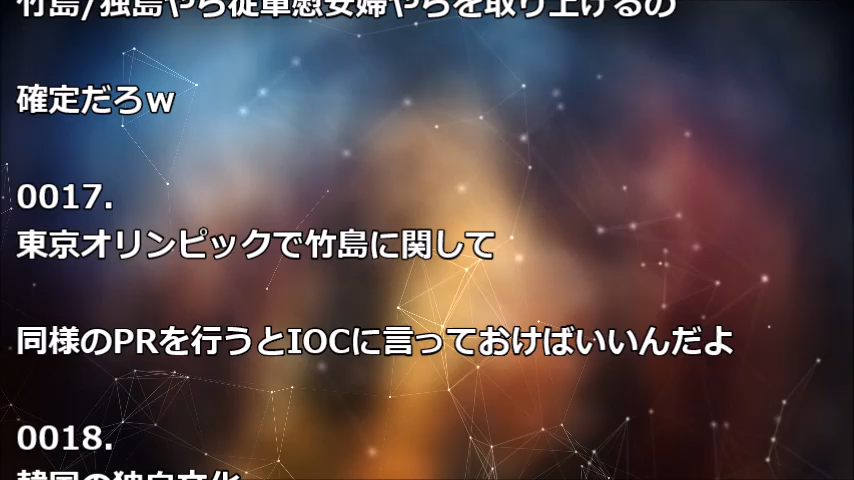 竹島/独島やら従軍慰安婦やらを取り上げるの
確定だろｗ
0017.
東京オリンピックで竹島に関して
同様のPRを行うとIOCに言っておけばいいんだよ
0018.
韓国の独自文化